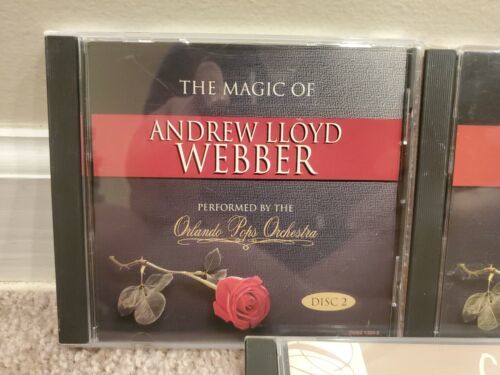 THE MAGIC OF
ANDREW LLOYD
WEBBER
PERFORMED BY THE
Orlando Pops Orchestra
DISC 2